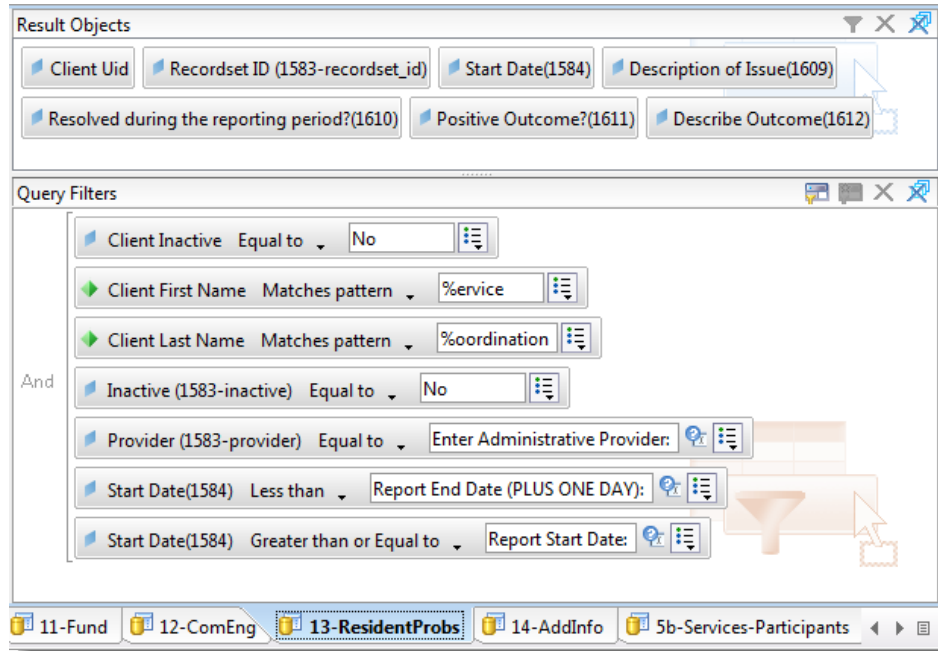 Result Objects
Client Uid Recordset ID (1583-recordset_id) Start Date(1584) Description of Issue(1609)
Resolved during the reporting period?(1610) Positive Outcome?(1611) Describe Outcome(1612)
Query Filters
Client Inactive Equal to No
Client First Name Matches pattern %ervice
Client Last Name Matches pattern %oordination
And
Inactive (1583-inactive) Equal to No
Provider (1583-provider) Equal to Enter Administrative Provider:
Start Date(1584) Less than Report End Date (PLUS ONE DAY):
Start Date(1584) Greater than or Equal to Report Start Date:
11-Fund 12-ComEng 13-ResidentProbs 14-AddInfo 5b-Services-Participants